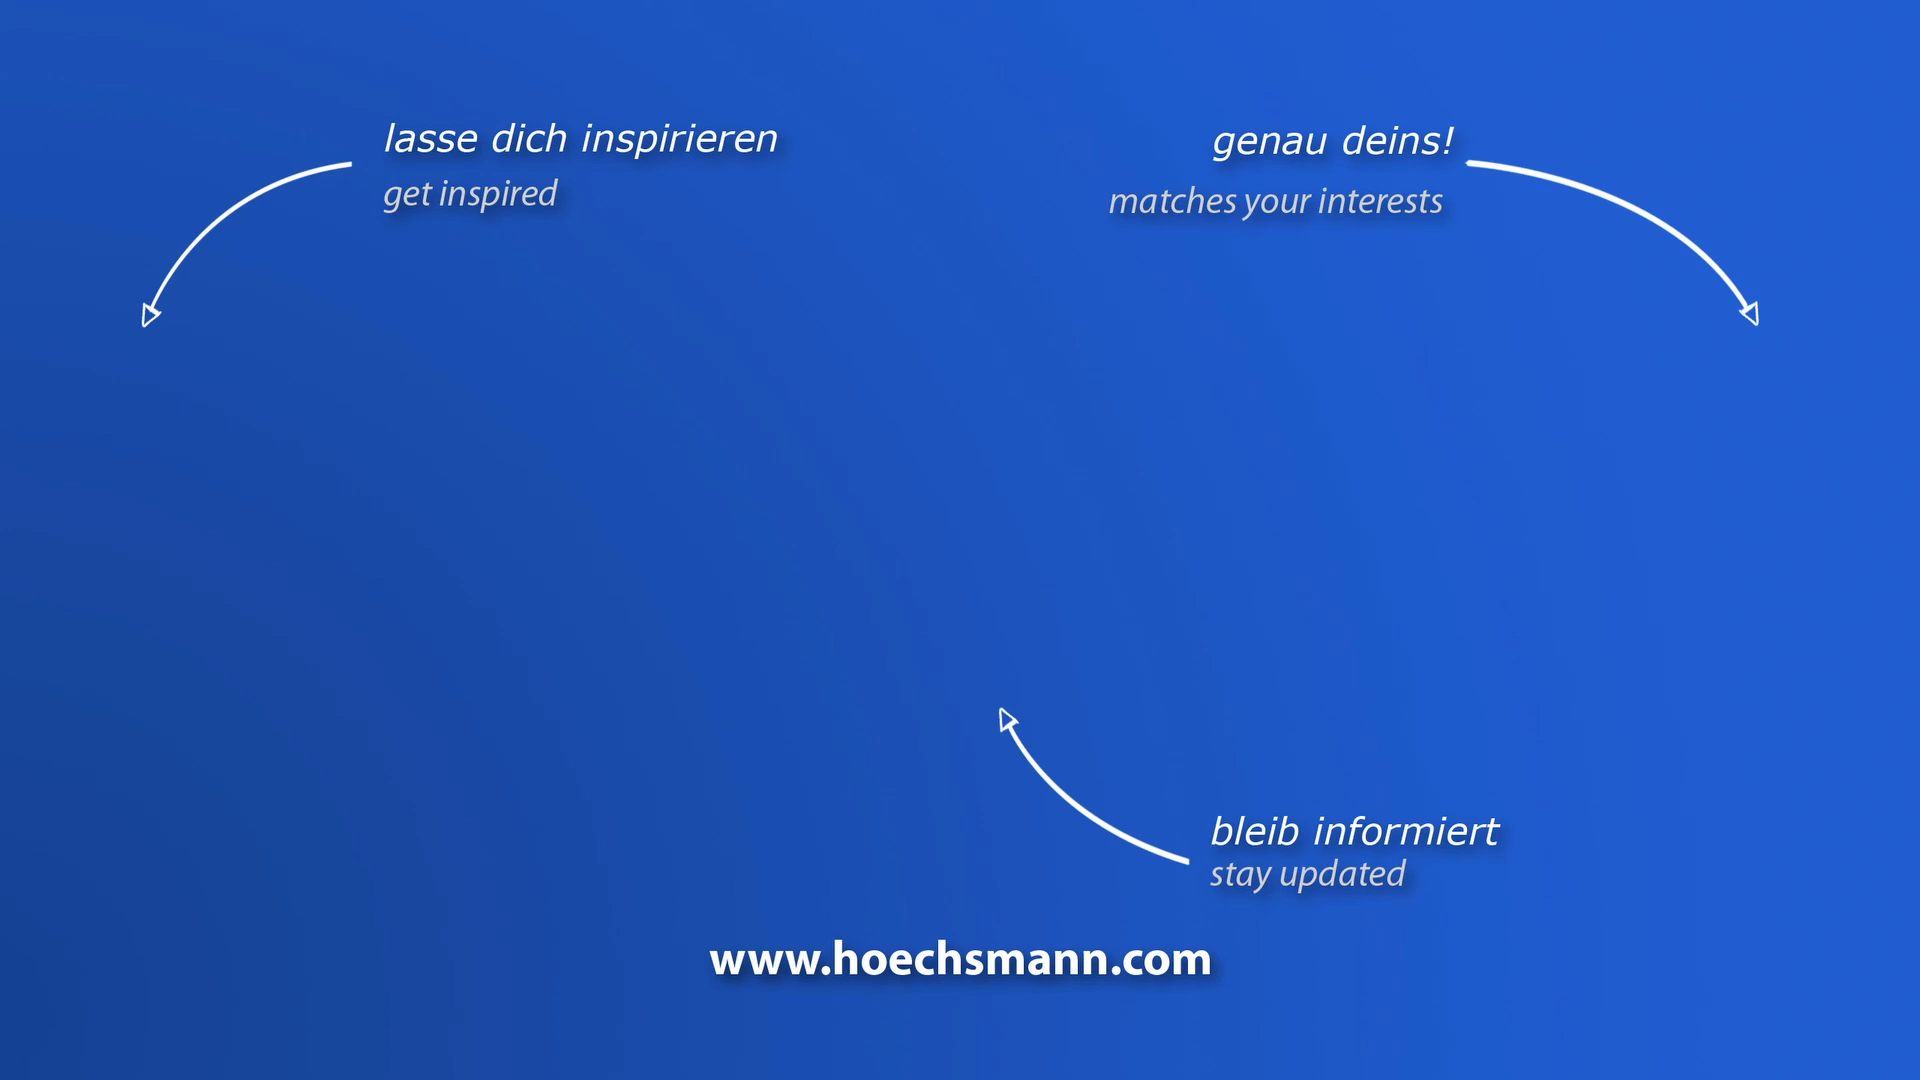 lasse dich inspirieren
get inspired
genau deins!
matches your interests
bleib informiert
stay updated
www.hoechsmann.com